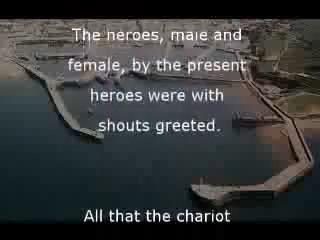 The heroes, male and
female, by the present
heroes were with
shouts greeted.
All that the chariot